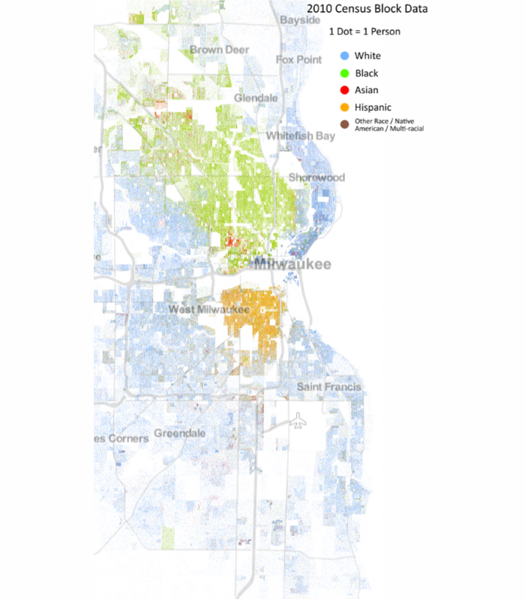 2010 Census Block Data
1 Dot = 1 Person
White
Black
Asian
Hispanic
Other Race / Native
American / Multi-racial
Bayside
Brown Deer
Fox Point
Glendale
Whitefish Bay
Shorewood
Milwaukee
West Milwaukee
Saint Francis
es Corners
Greendale